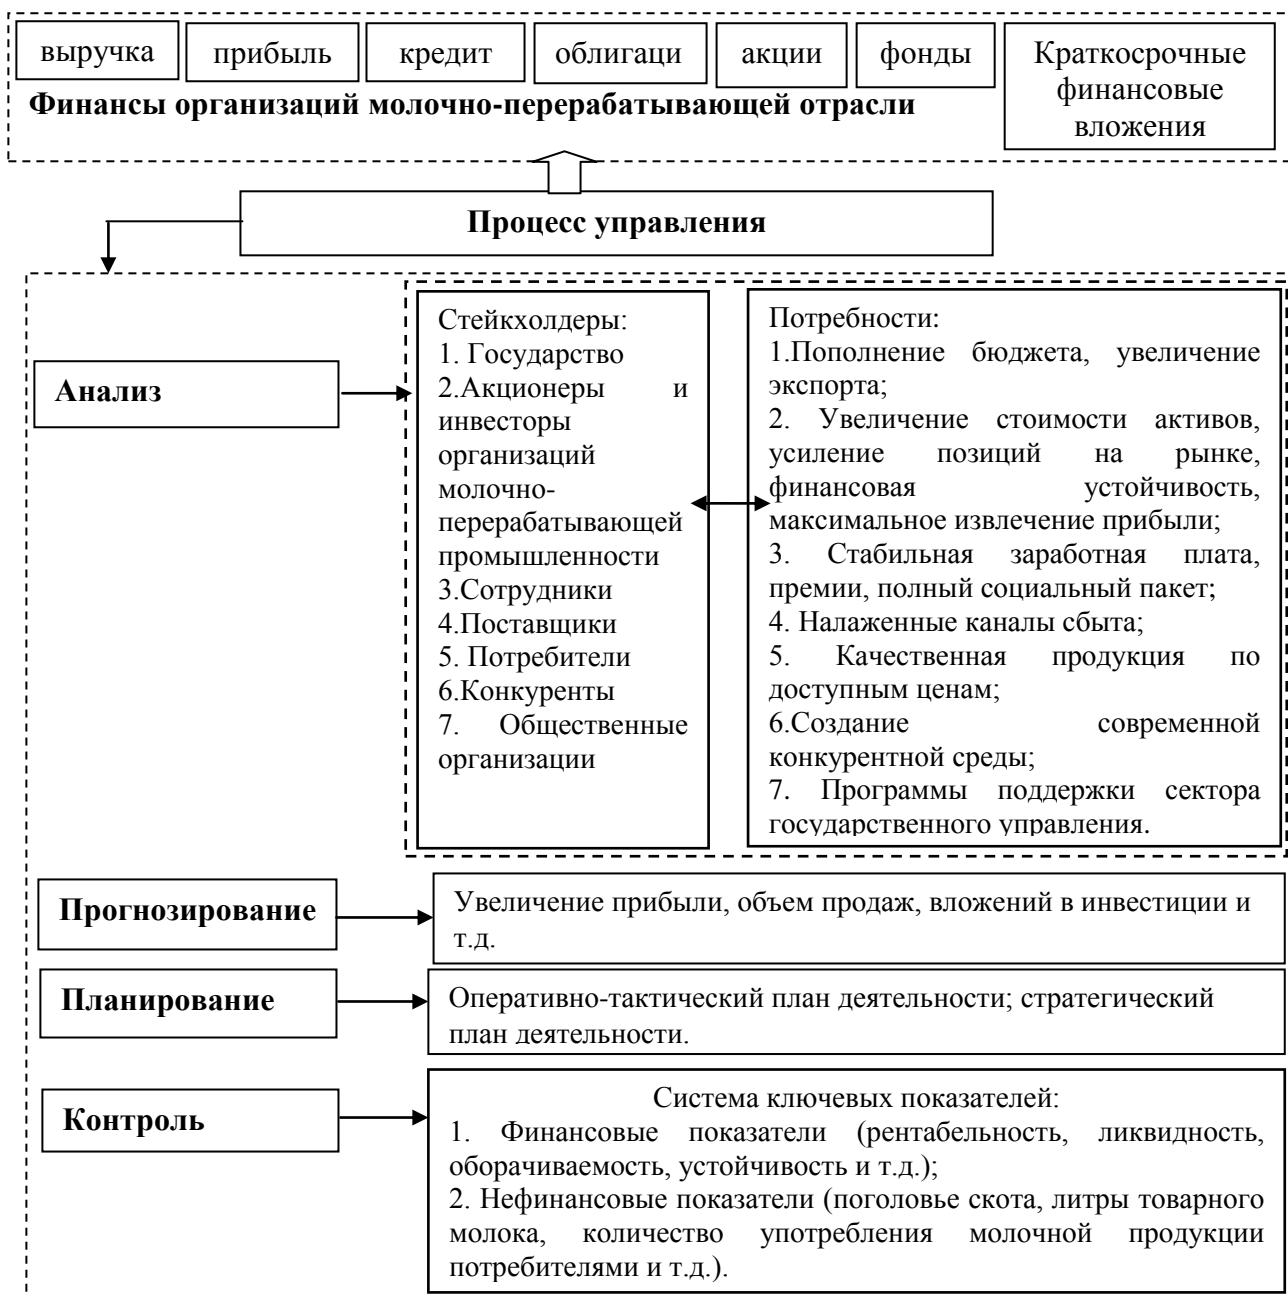 выручка
прибыль
кредит
облигаци
акции
фонды
Краткосрочные
финансовые
вложения
Финансы организаций молочно-перерабатывающей отрасли
Процесс управления
Анализ
Стейкхолдеры:
1. Государство
2.Акционеры и
инвесторы
организаций
молочно-
перерабатывающей
промышленности
3.Сотрудники
4.Поставщики
5. Потребители
6.Конкуренты
7. Общественные
организации
Потребности:
1.Пополнение бюджета, увеличение
экспорта;
2. Увеличение стоимости активов,
усиление позиций на рынке,
финансовая устойчивость,
максимальное извлечение прибыли;
3. Стабильная заработная плата,
премии, полный социальный пакет;
4. Налаженные каналы сбыта;
5. Качественная продукция по
доступным ценам;
6.Создание современной
конкурентной среды;
7. Программы поддержки сектора
государственного управления.
Прогнозирование
Увеличение прибыли, объем продаж, вложений в инвестиции и
т.д.
Планирование
Оперативно-тактический план деятельности; стратегический
план деятельности.
Контроль
Система ключевых показателей:
1. Финансовые показатели (рентабельность, ликвидность,
оборачиваемость, устойчивость и т.д.);
2. Нефинансовые показатели (поголовье скота, литры товарного
молока, количество употребления молочной продукции
потребителями и т.д.).